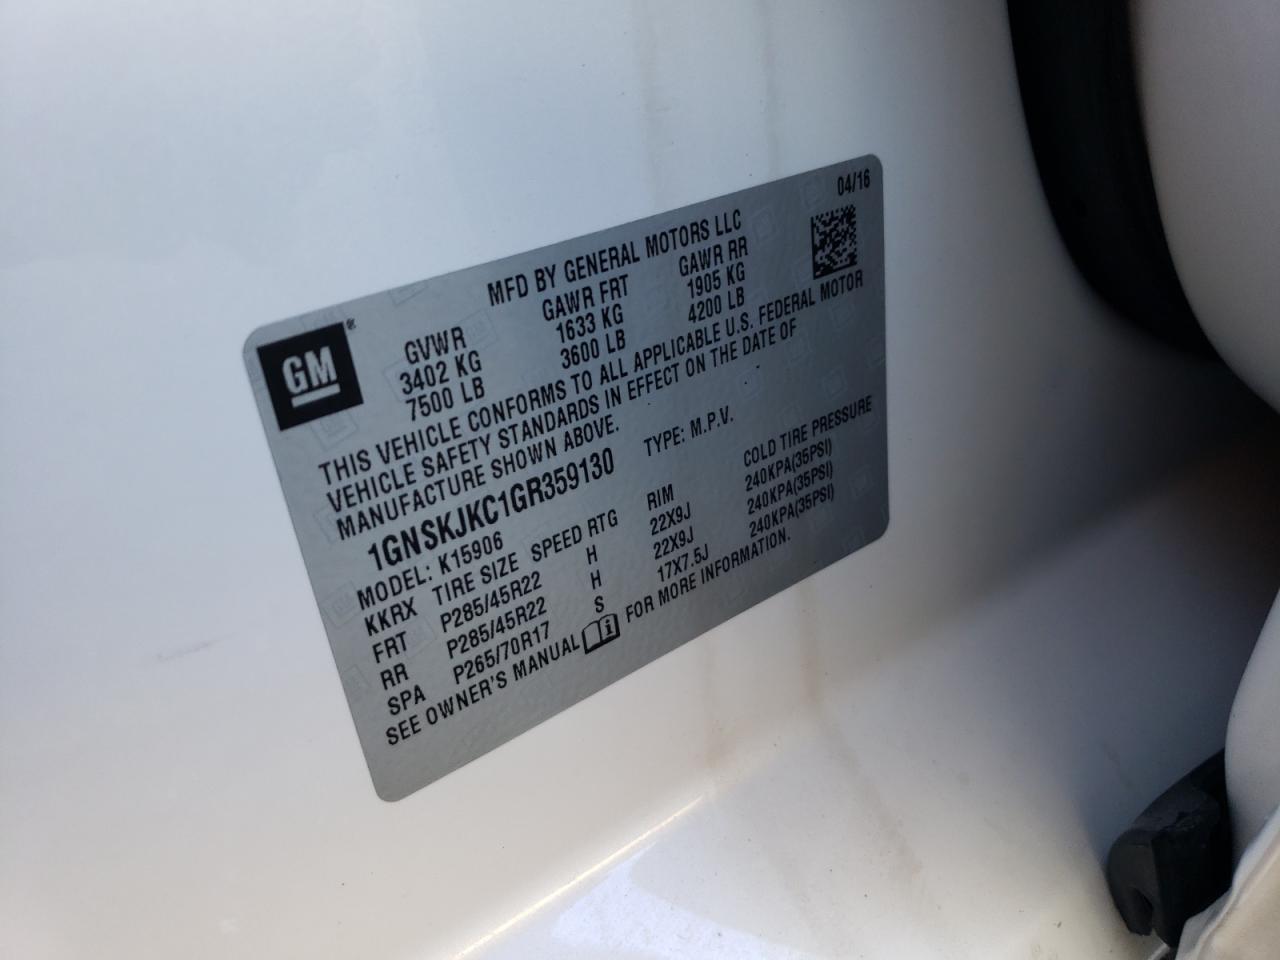 04/16
MFD BY GENERAL MOTORS LLC
GM®
GVWR GAWR FRT GAWR RR
3402 KG 1633 KG 1905 KG
7500 LB 3600 LB 4200 LB
THIS VEHICLE CONFORMS TO ALL APPLICABLE U.S. FEDERAL MOTOR
VEHICLE SAFETY STANDARDS IN EFFECT ON THE DATE OF
MANUFACTURE SHOWN ABOVE.
1GNSKJKC1GR359130 TYPE: M.P.V.
MODEL: K15906
KKRX TIRE SIZE SPEED RTG RIM COLD TIRE PRESSURE
FRT P285/45R22 H 22X9J 240KPA(35PSI)
RR P285/45R22 H 22X9J 240KPA(35PSI)
SPA P265/70R17 S 17X7.5J 240KPA(35PSI)
SEE OWNER'S MANUAL FOR MORE INFORMATION.